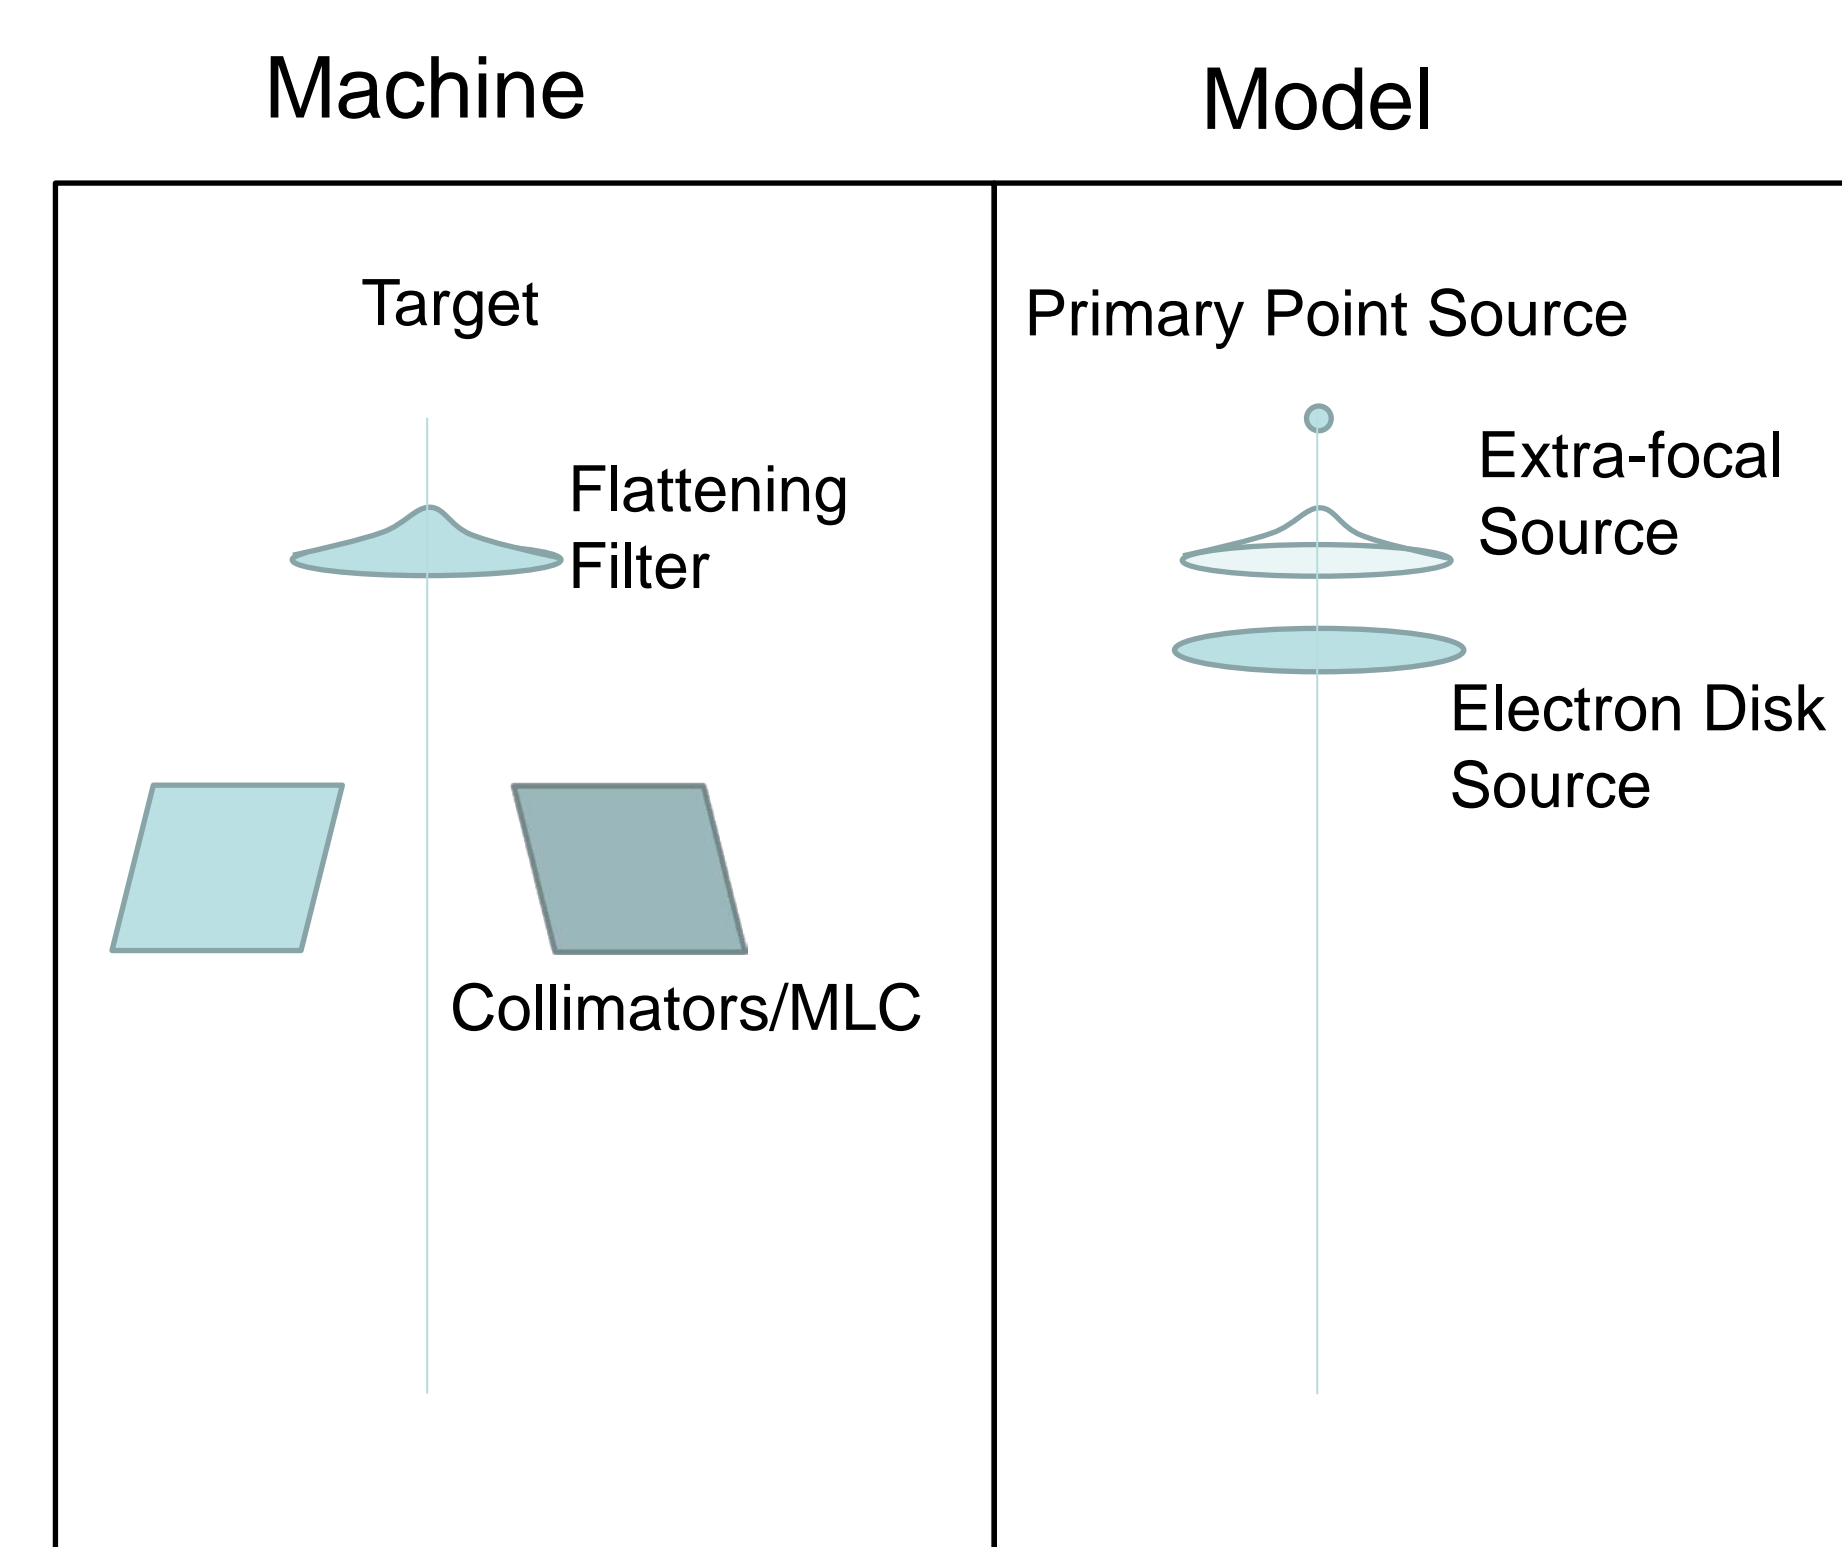 Machine
Model
Target
Flattening
Filter
Collimators/MLC
Primary Point Source
Extra-focal
Source
Electron Disk
Source